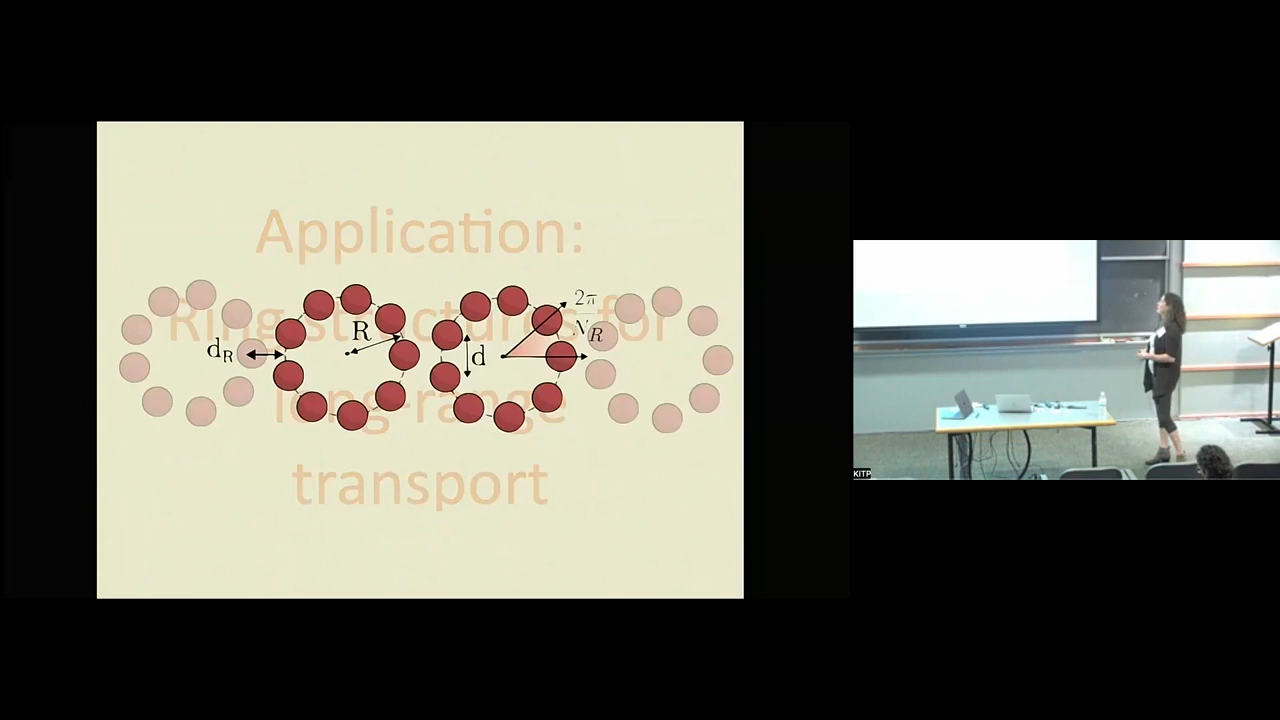 Application:
Ring structures for
long-range
transport
d_R
R
d
2π
N_R
KITP